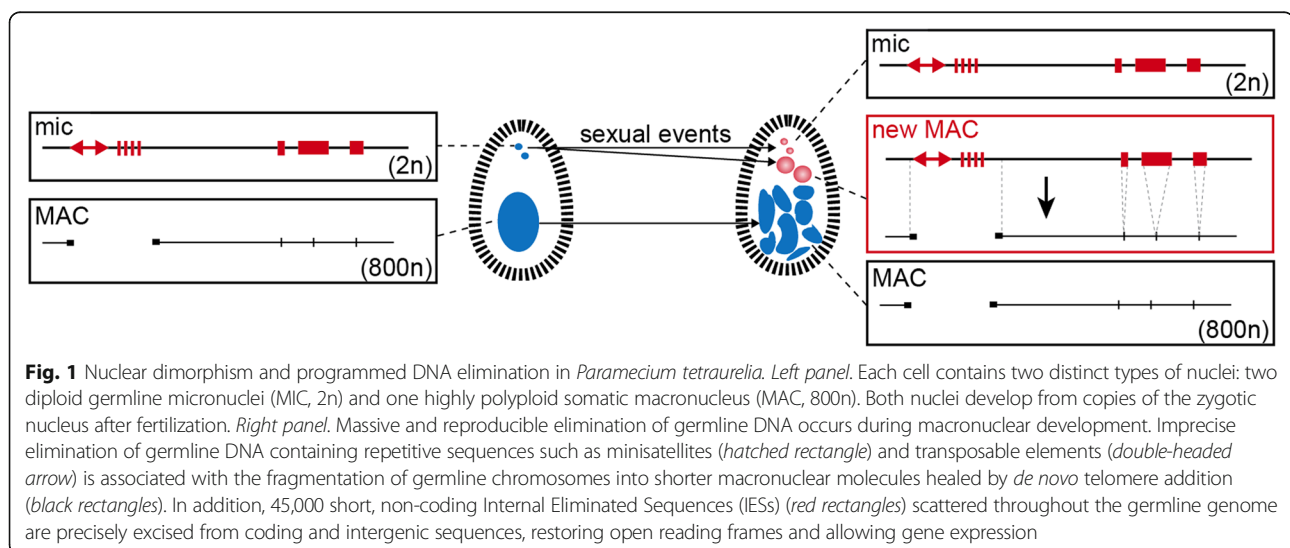 mic
(2n)
MAC
(800n)
sexual events
mic
(2n)
new MAC
MAC
(800n)
Fig. 1 Nuclear dimorphism and programmed DNA elimination in Paramecium tetraurelia. Left panel. Each cell contains two distinct types of nuclei: two
diploid germline micronuclei (MIC, 2n) and one highly polyploid somatic macronucleus (MAC, 800n). Both nuclei develop from copies of the zygotic
nucleus after fertilization. Right panel. Massive and reproducible elimination of germline DNA occurs during macronuclear development. Imprecise
elimination of germline DNA containing repetitive sequences such as minisatellites (hatched rectangle) and transposable elements (double-headed
arrow) is associated with the fragmentation of germline chromosomes into shorter macronuclear molecules healed by de novo telomere addition
(black rectangles). In addition, 45,000 short, non-coding Internal Eliminated Sequences (IESs) (red rectangles) scattered throughout the germline genome
are precisely excised from coding and intergenic sequences, restoring open reading frames and allowing gene expression